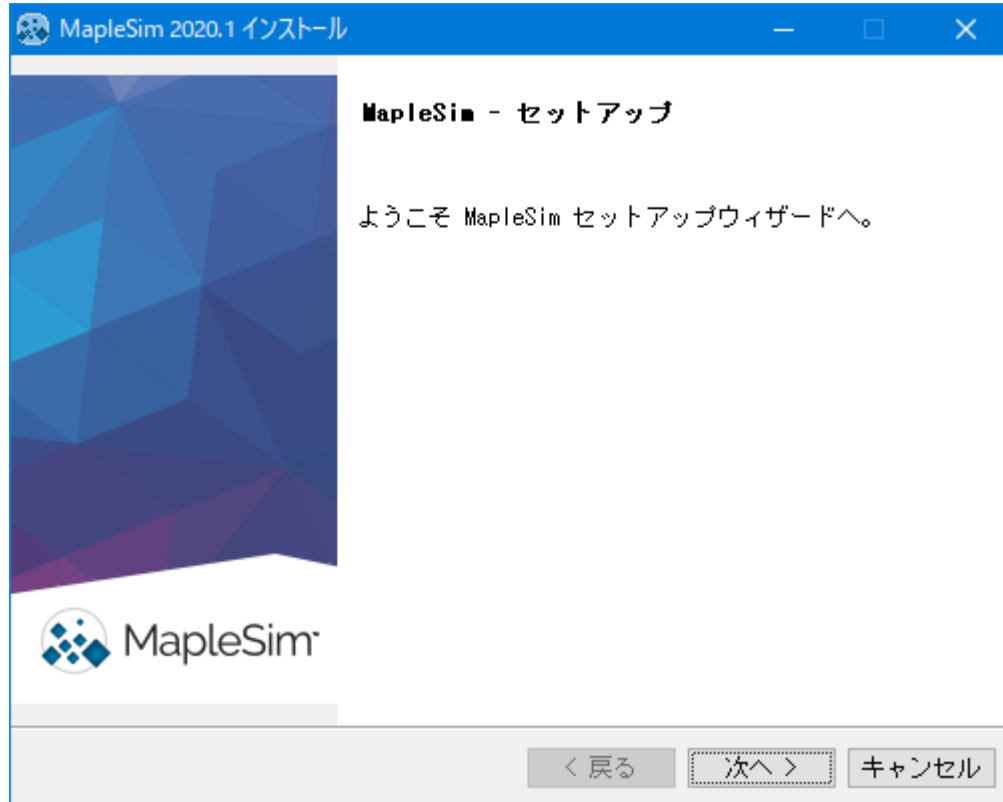 MapleSim 2020.1 インストール
MapleSim - セットアップ
ようこそ MapleSim セットアップウィザードへ。
MapleSim™
< 戻る 次へ > キャンセル